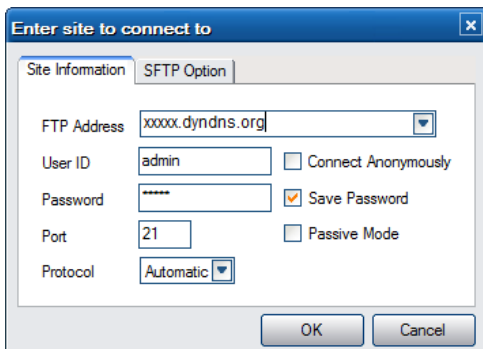 Enter site to connect to
Site Information SFTP Option
FTP Address xxxxx.dyndns.org
User ID admin Connect Anonymously
Password ***** Save Password
Port 21 Passive Mode
Protocol Automatic
OK Cancel